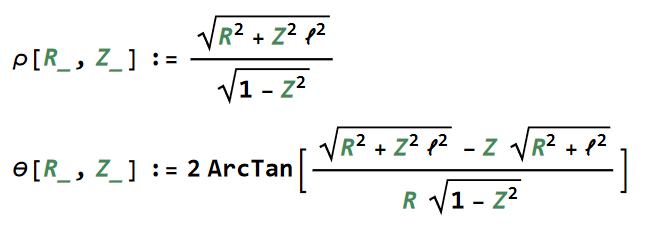 ρ[R_, Z_] := √(R² + Z² ℓ²) / √(1 - Z²)
θ[R_, Z_] := 2 ArcTan[(√(R² + Z² ℓ²) - Z √(R² + ℓ²)) / (R √(1 - Z²))]